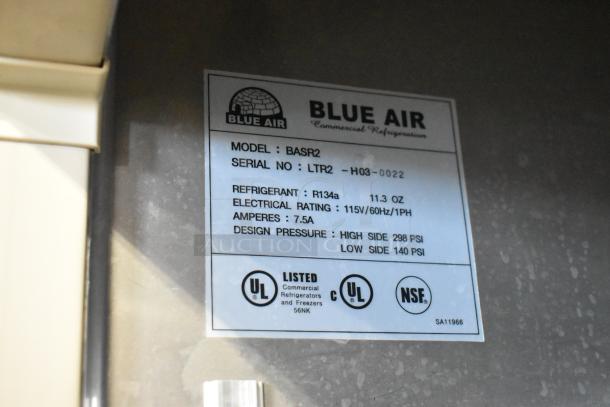 BLUE AIR
BLUE AIR
Commercial Refrigeration
MODEL : BASR2
SERIAL NO : LTR2 -H03-0022
REFRIGERANT : R134a 11.3 OZ
ELECTRICAL RATING : 115V/60Hz/1PH
AMPERES : 7.5A
DESIGN PRESSURE : HIGH SIDE 298 PSI
LOW SIDE 140 PSI
AUCTION
UL
LISTED
Commercial
Refrigerators
and Freezers
56NK
C UL
NSF.
SA11966